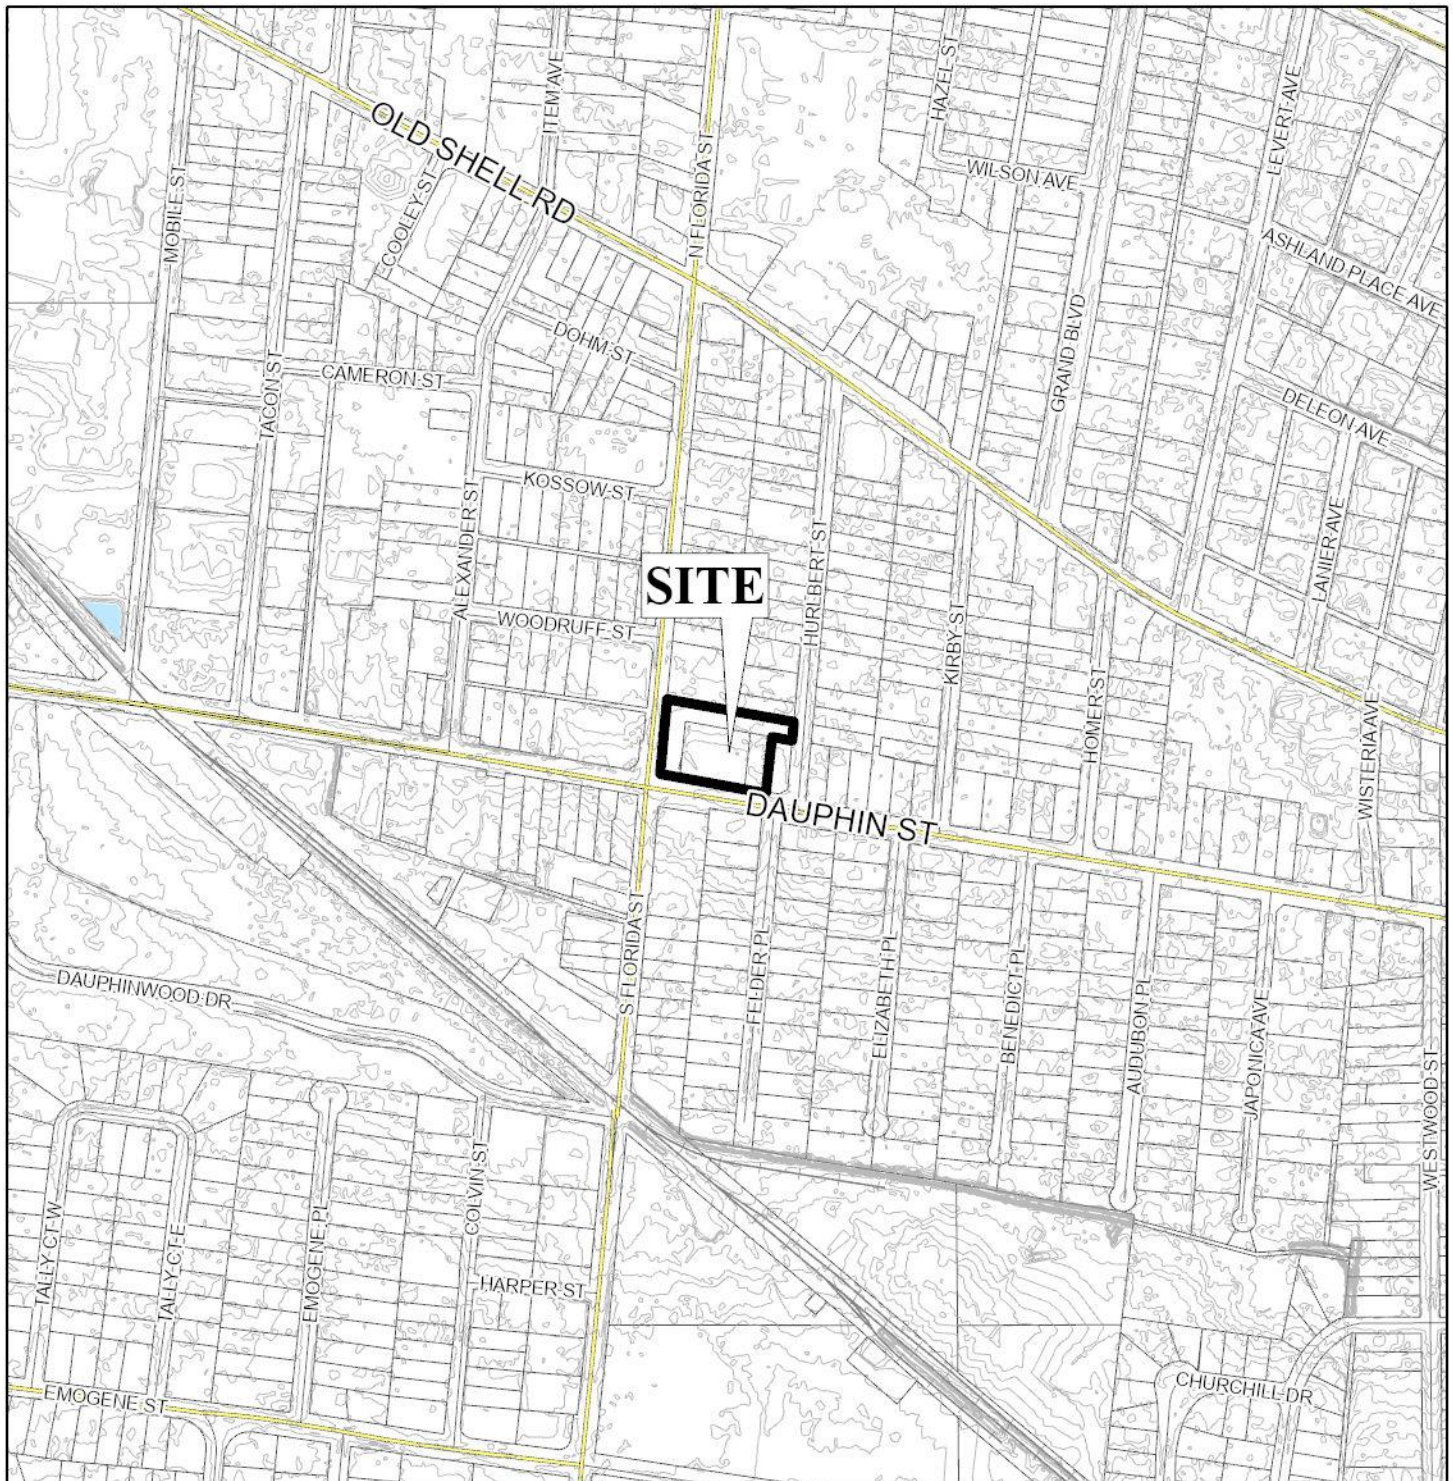 HAZEL ST
ITEM AVE
LEVERT AVE
OLD SHELL RD
N FLORIDA ST
WILSON AVE
COOLEY ST
MOBILE ST
ASHLAND PLACE AVE
DOHM ST
GRAND BLVD
CAMERON ST
TACON ST
DELEON AVE
KOSSOW ST
ALEXANDER ST
LANIER AVE
SITE
HURLBERT ST
WOODRUFF ST
KIRBY ST
HOMER ST
WISTERIA AVE
DAUPHIN ST
S FLORIDA ST
FELDER PL
ELIZABETH PL
BENEDICT PL
AUDUBON PL
JAPONICA AVE
DAUPHINWOOD DR
WESTWOOD ST
COLVIN ST
TALLY CT W
TALLY CT E
EMOGENE PL
HARPER ST
CHURCHILL DR
EMOGENE ST